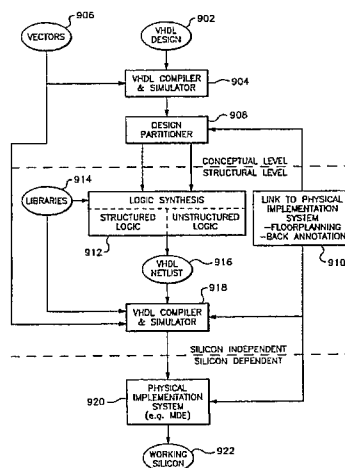 906
902
VECTORS
VHDL
DESIGN
VHDL COMPILER
& SIMULATOR
904
908
DESIGN
PARTITIONER
CONCEPTUAL LEVEL
STRUCTURAL LEVEL
914
LIBRARIES
LOGIC SYNTHESIS
STRUCTURED
LOGIC
UNSTRUCTURED
LOGIC
912
LINK TO PHYSICAL
IMPLEMENTATION
SYSTEM
-FLOORPLANNING
-BACK ANNOTATION
910
VHDL
NETLIST
916
918
VHDL COMPILER
& SIMULATOR
SILICON INDEPENDENT
SILICON DEPENDENT
920
PHYSICAL
IMPLEMENTATION
SYSTEM
(e.g. MDE)
WORKING
SILICON
922